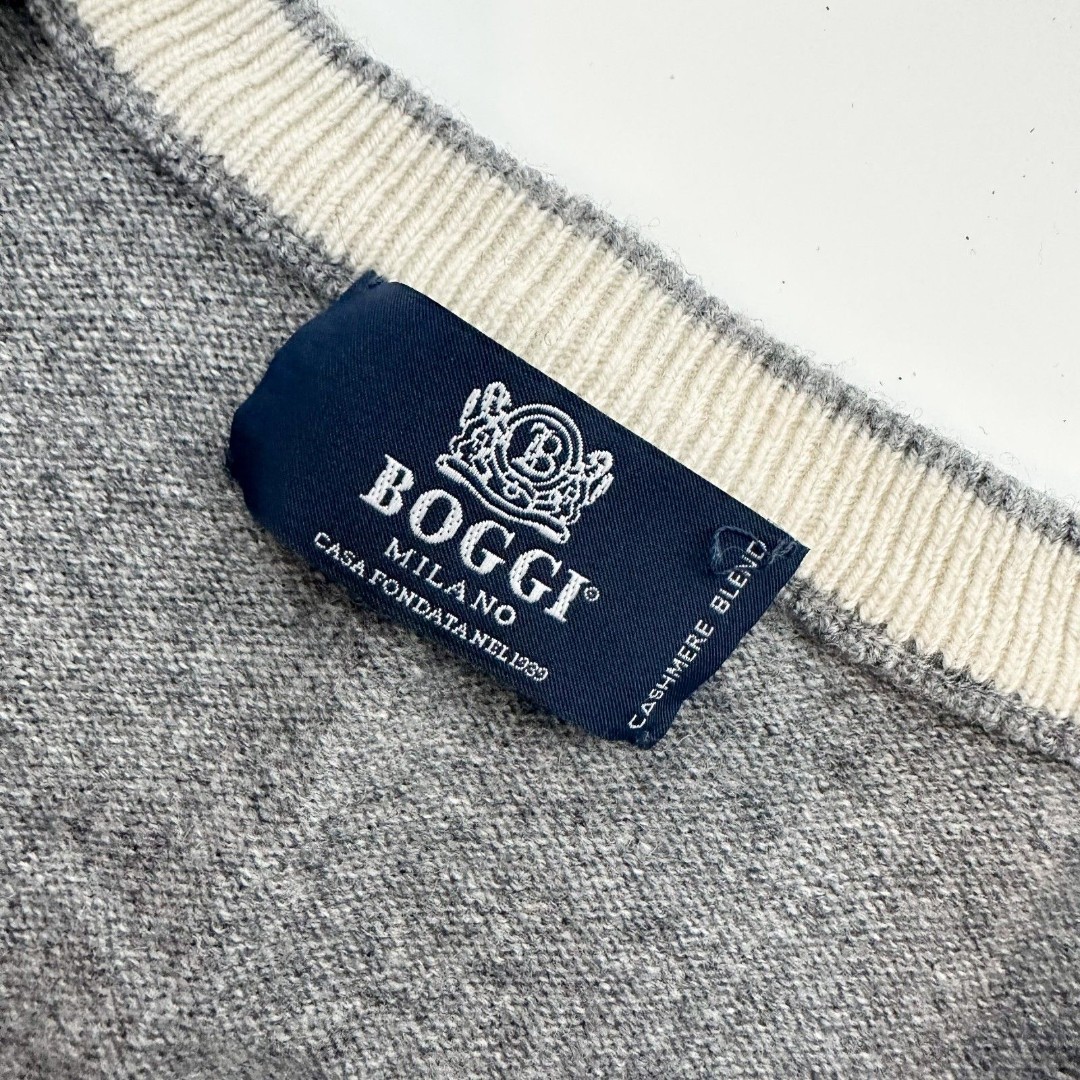 B
BOGGI®
MILANO
CASA FONDATA NEL 1939
CASHMERE BLEND